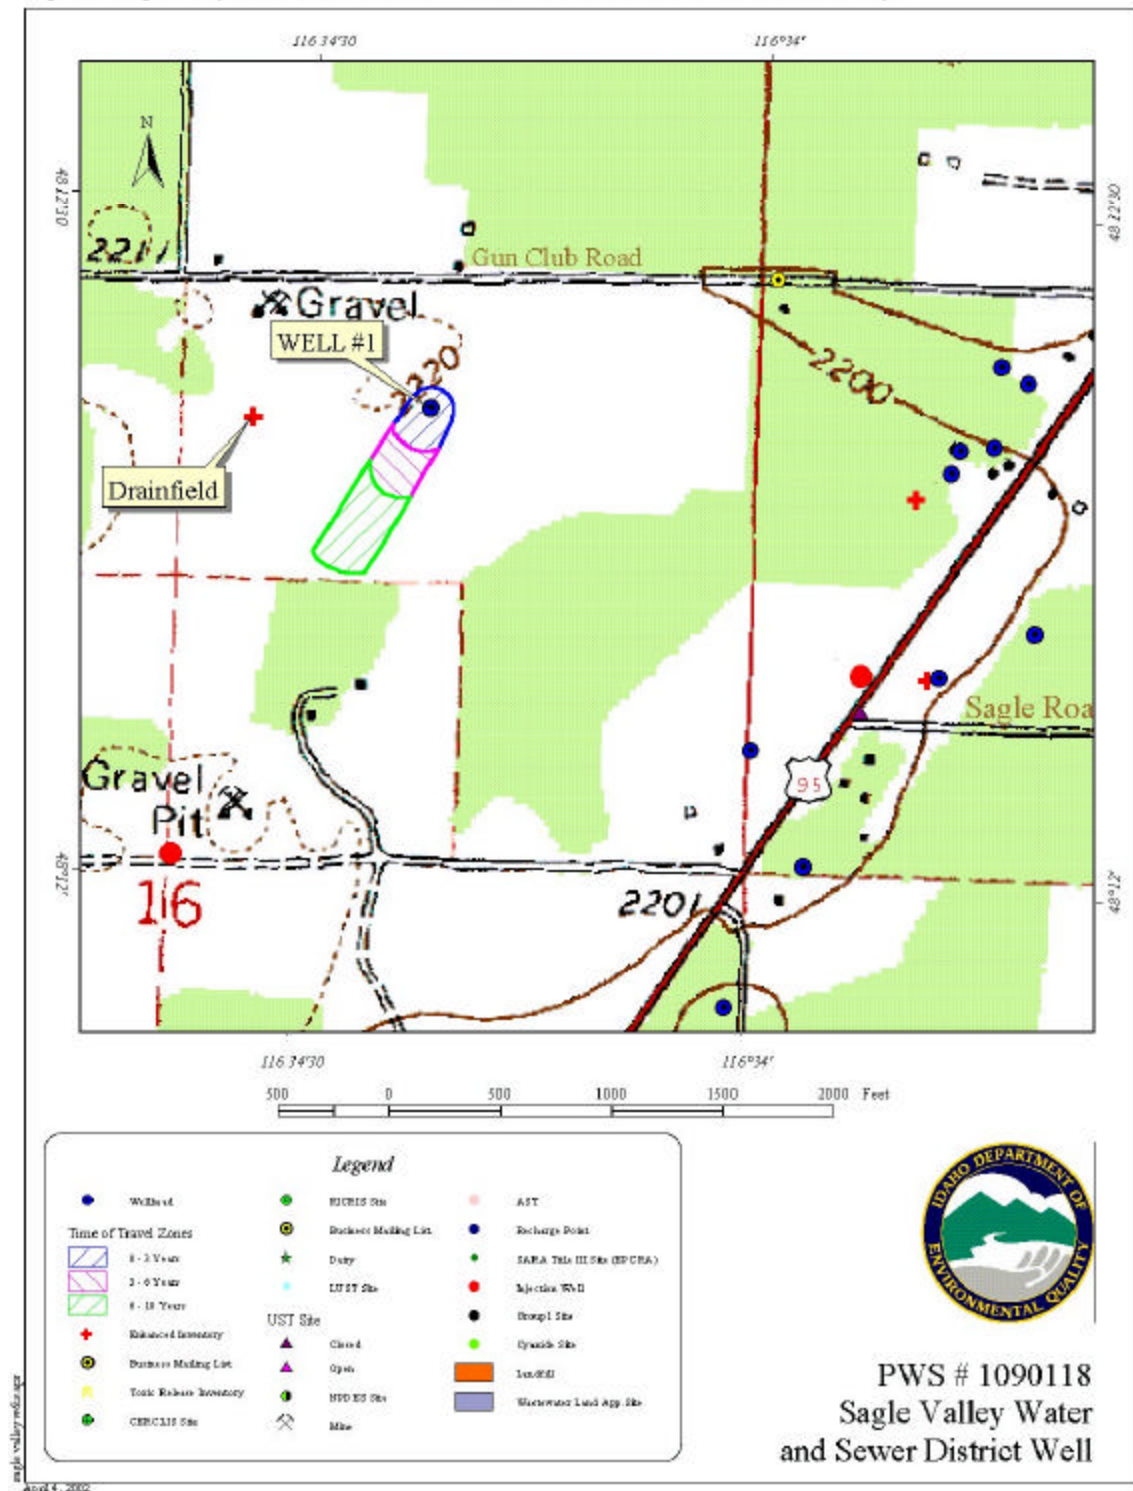 116 34'30
116°34'
N
48 12'30
48 12'30
2211
Gun Club Road
Gravel
WELL #1
2200
Drainfield
Sagle Roa
95
Gravel
Pit
48°12'
48°12'
16
2201
116 34'30
116°34'
500 0 500 1000 1500 2000 Feet
Legend
Wellhead
Time of Travel Zones
0 - 3 Years
3 - 6 Years
6 - 10 Years
Enhanced Inventory
Business Mailing List
Toxic Release Inventory
CERCLIS Site
RICRIS Site
Business Mailing List
Dairy
LUST Site
UST Site
Closed
Open
NPDES Site
Mine
AST
Recharge Point
SARA Title III Site (EPCRA)
Injection Well
Group1 Site
Cyanide Site
Landfill
Wastewater Land App. Site
IDAHO DEPARTMENT OF
ENVIRONMENTAL QUALITY
PWS # 1090118
Sagle Valley Water
and Sewer District Well
April 4, 2002